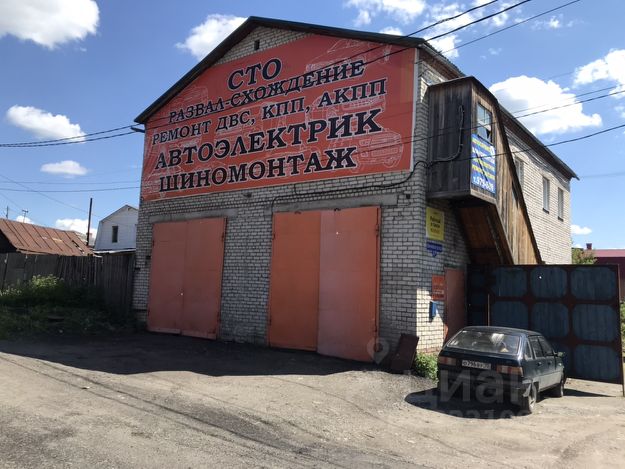 СТО
РАЗВАЛ-СХОЖДЕНИЕ
РЕМОНТ ДВС, КПП, АКПП
АВТОЭЛЕКТРИК
ШИНОМОНТАЖ